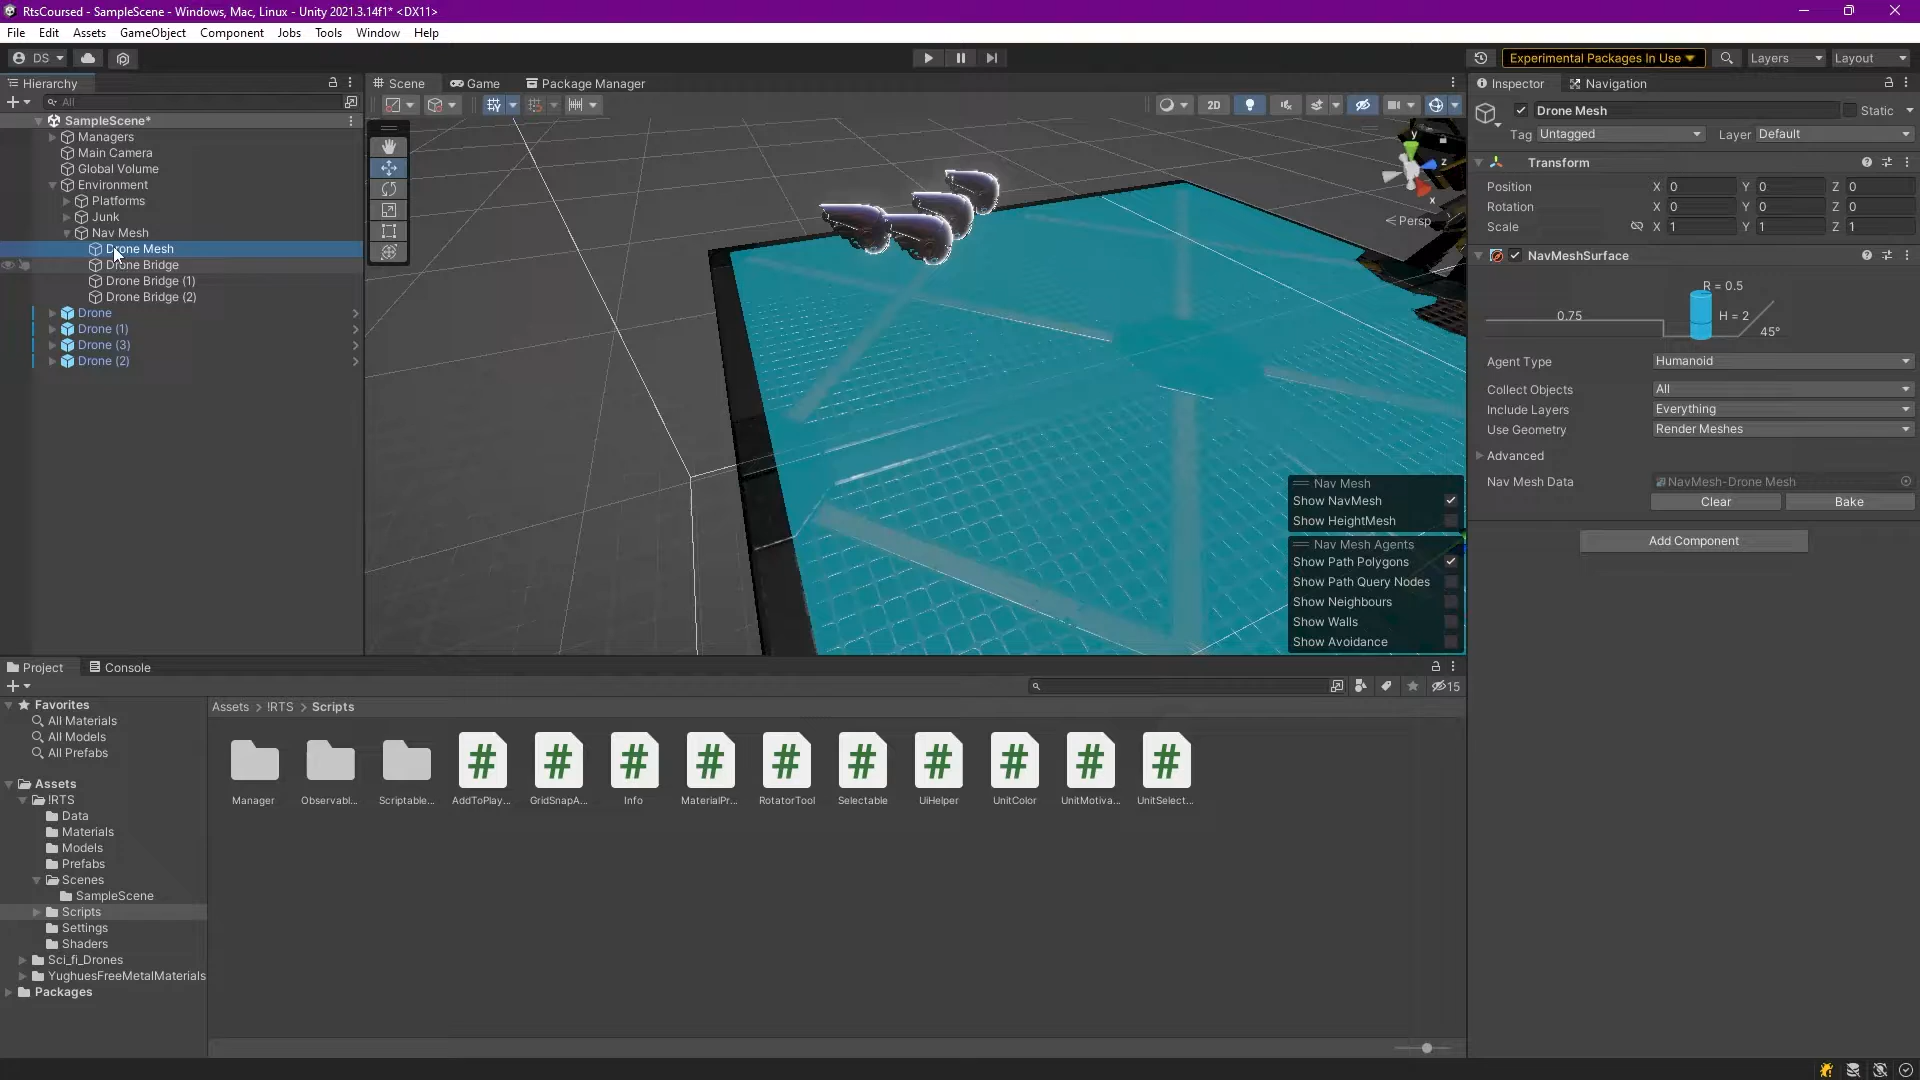 RtsCoursed - SampleScene - Windows, Mac, Linux - Unity 2021.3.14f1* <DX11>
File Edit Assets GameObject Component Jobs Tools Window Help
DS
Experimental Packages In Use
Layers
Layout
Hierarchy
All
SampleScene*
Managers
Main Camera
Global Volume
Environment
Platforms
Junk
Nav Mesh
Drone Mesh
Drone Bridge
Drone Bridge (1)
Drone Bridge (2)
Drone
Drone (1)
Drone (3)
Drone (2)
Scene
Game
Package Manager
2D
y
z
x
< Persp
Nav Mesh
Show NavMesh
Show HeightMesh
Nav Mesh Agents
Show Path Polygons
Show Path Query Nodes
Show Neighbours
Show Walls
Show Avoidance
Inspector
Navigation
Drone Mesh
Static
Tag Untagged
Layer Default
Transform
Position X 0 Y 0 Z 0
Rotation X 0 Y 0 Z 0
Scale X 1 Y 1 Z 1
NavMeshSurface
R = 0.5
0.75
H = 2
45°
Agent Type Humanoid
Collect Objects All
Include Layers Everything
Use Geometry Render Meshes
Advanced
Nav Mesh Data NavMesh-Drone Mesh
Clear Bake
Add Component
Project
Console
15
Favorites
All Materials
All Models
All Prefabs
Assets
!RTS
Data
Materials
Models
Prefabs
Scenes
SampleScene
Scripts
Settings
Shaders
Sci_fi_Drones
YughuesFreeMetalMaterials
Packages
Assets > !RTS > Scripts
Manager
Observabl...
Scriptable...
AddToPlay...
GridSnapA...
Info
MaterialPr...
RotatorTool
Selectable
UiHelper
UnitColor
UnitMotiva...
UnitSelect...